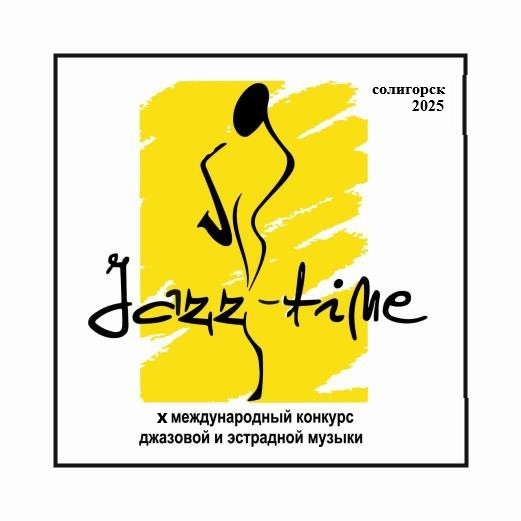 солигорск
2025
Jazz-time
х международный конкурс
джазовой и эстрадной музыки